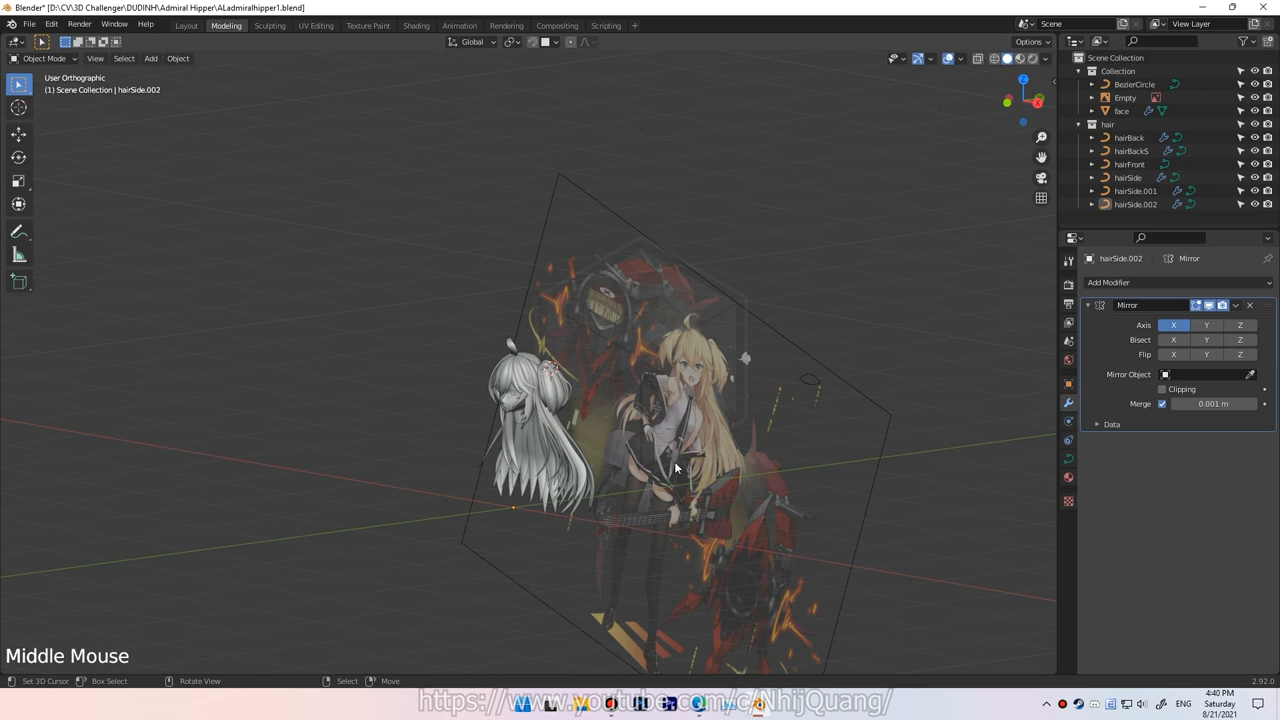 Blender* [D:\CV\3D Challenger\DUDINH\Admiral Hipper\ALadmiralhipper1.blend]
File Edit Render Window Help Layout Modeling Sculpting UV Editing Texture Paint Shading Animation Rendering Compositing Scripting + Scene View Layer
Global Options
Object Mode View Select Add Object
User Orthographic
(1) Scene Collection | hairSide.002
Z
X
Scene Collection
Collection
BezierCircle
Empty
face
hair
hairBack
hairBackS
hairFront
hairSide
hairSide.001
hairSide.002
hairSide.002 Mirror
Add Modifier
Mirror
Axis X Y Z
Bisect X Y Z
Flip X Y Z
Mirror Object
Clipping
Merge 0.001 m
Data
Middle Mouse
Set 3D Cursor Box Select Rotate View Select Move 2.92.0
https://www.youtube.com/c/NhijQuang/
ENG
4:40 PM
Saturday
8/21/2021